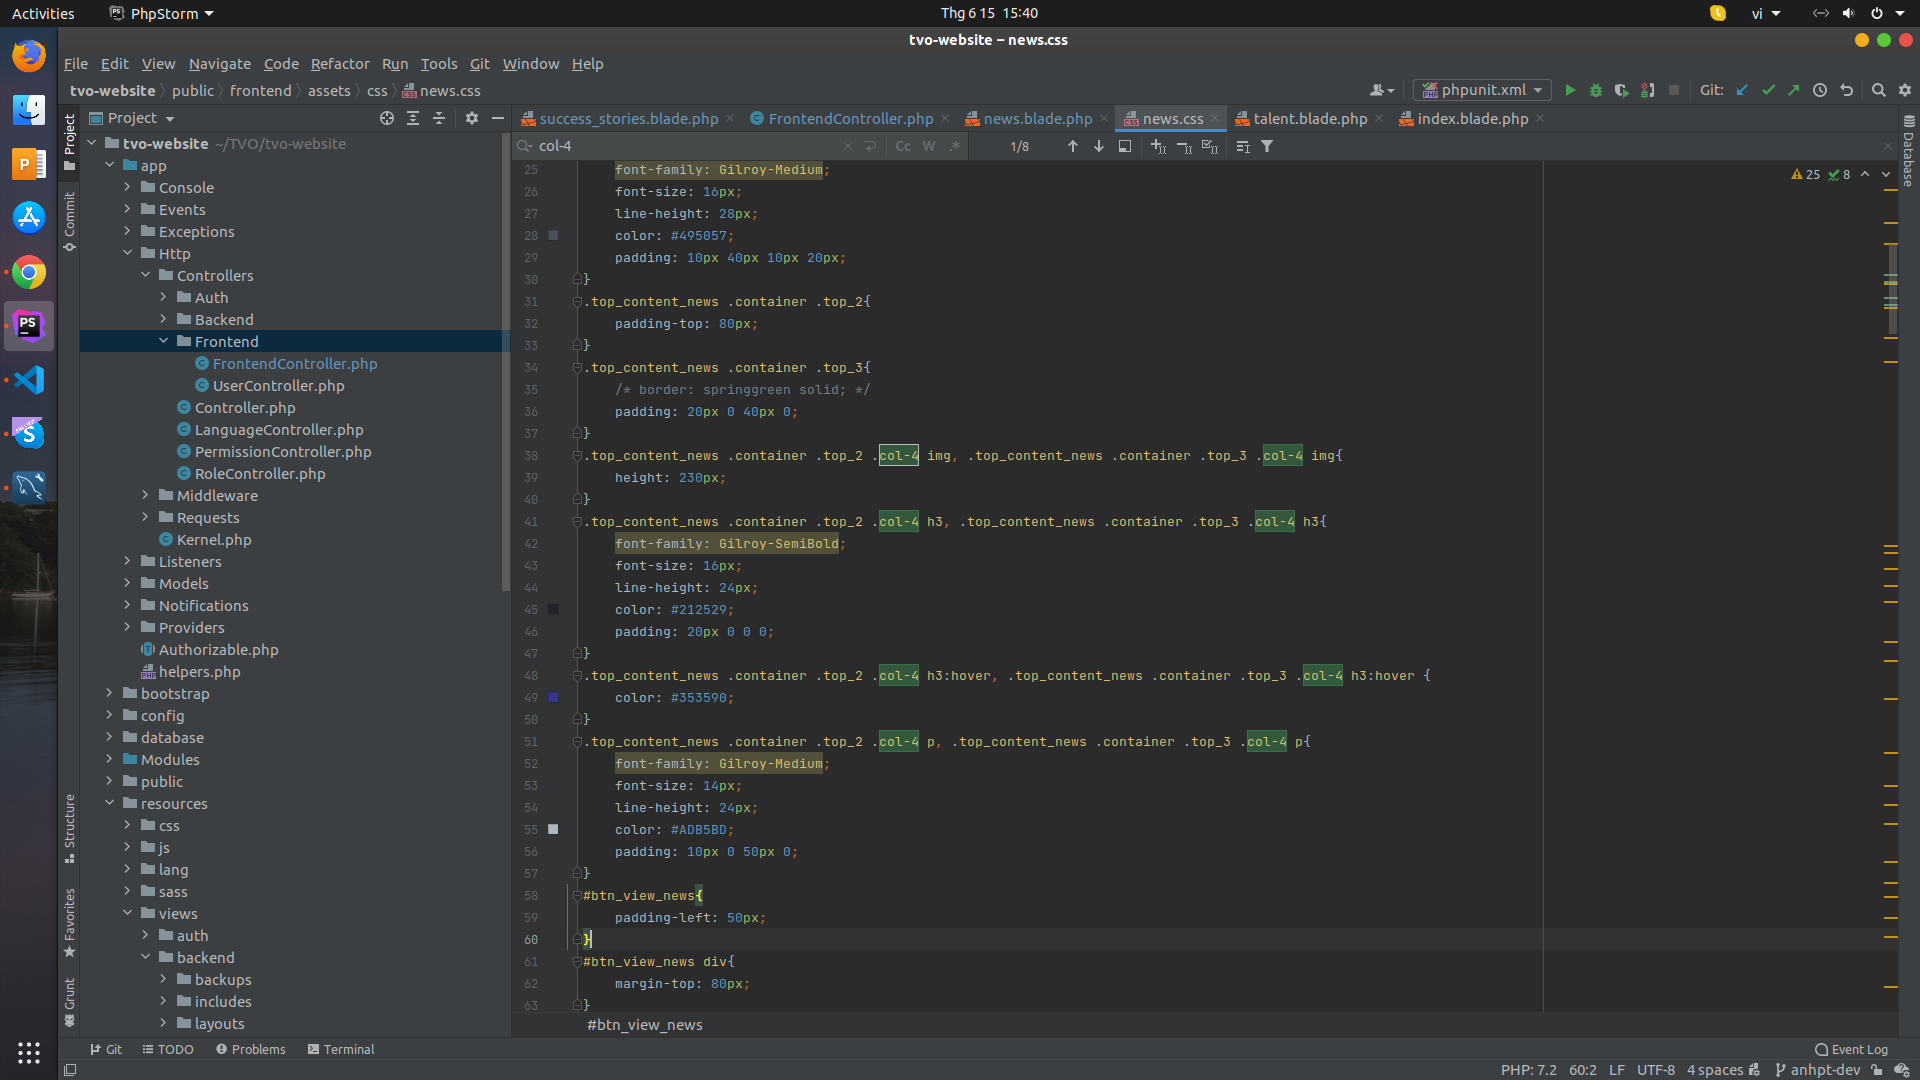 Activities
PhpStorm
Thg 6 15 15:40
vi
tvo-website – news.css
File Edit View Navigate Code Refactor Run Tools Git Window Help
tvo-website public frontend assets css news.css
phpunit.xml
Git:
Project
success_stories.blade.php
FrontendController.php
news.blade.php
news.css
talent.blade.php
index.blade.php
col-4
Cc W .*
1/8
25 8
Project
Commit
Structure
Favorites
Grunt
Database
tvo-website ~/TVO/tvo-website
app
Console
Events
Exceptions
Http
Controllers
Auth
Backend
Frontend
FrontendController.php
UserController.php
Controller.php
LanguageController.php
PermissionController.php
RoleController.php
Middleware
Requests
Kernel.php
Listeners
Models
Notifications
Providers
Authorizable.php
helpers.php
bootstrap
config
database
Modules
public
resources
css
js
lang
sass
views
auth
backend
backups
includes
layouts
25 font-family: Gilroy-Medium;
26 font-size: 16px;
27 line-height: 28px;
28 color: #495057;
29 padding: 10px 40px 10px 20px;
30 }
31 .top_content_news .container .top_2{
32 padding-top: 80px;
33 }
34 .top_content_news .container .top_3{
35 /* border: springgreen solid; */
36 padding: 20px 0 40px 0;
37 }
38 .top_content_news .container .top_2 .col-4 img, .top_content_news .container .top_3 .col-4 img{
39 height: 230px;
40 }
41 .top_content_news .container .top_2 .col-4 h3, .top_content_news .container .top_3 .col-4 h3{
42 font-family: Gilroy-SemiBold;
43 font-size: 16px;
44 line-height: 24px;
45 color: #212529;
46 padding: 20px 0 0 0;
47 }
48 .top_content_news .container .top_2 .col-4 h3:hover, .top_content_news .container .top_3 .col-4 h3:hover {
49 color: #353590;
50 }
51 .top_content_news .container .top_2 .col-4 p, .top_content_news .container .top_3 .col-4 p{
52 font-family: Gilroy-Medium;
53 font-size: 14px;
54 line-height: 24px;
55 color: #ADB5BD;
56 padding: 10px 0 50px 0;
57 }
58 #btn_view_news{
59 padding-left: 50px;
60 }
61 #btn_view_news div{
62 margin-top: 80px;
63 }
#btn_view_news
Git TODO Problems Terminal
Event Log
PHP: 7.2 60:2 LF UTF-8 4 spaces anhpt-dev